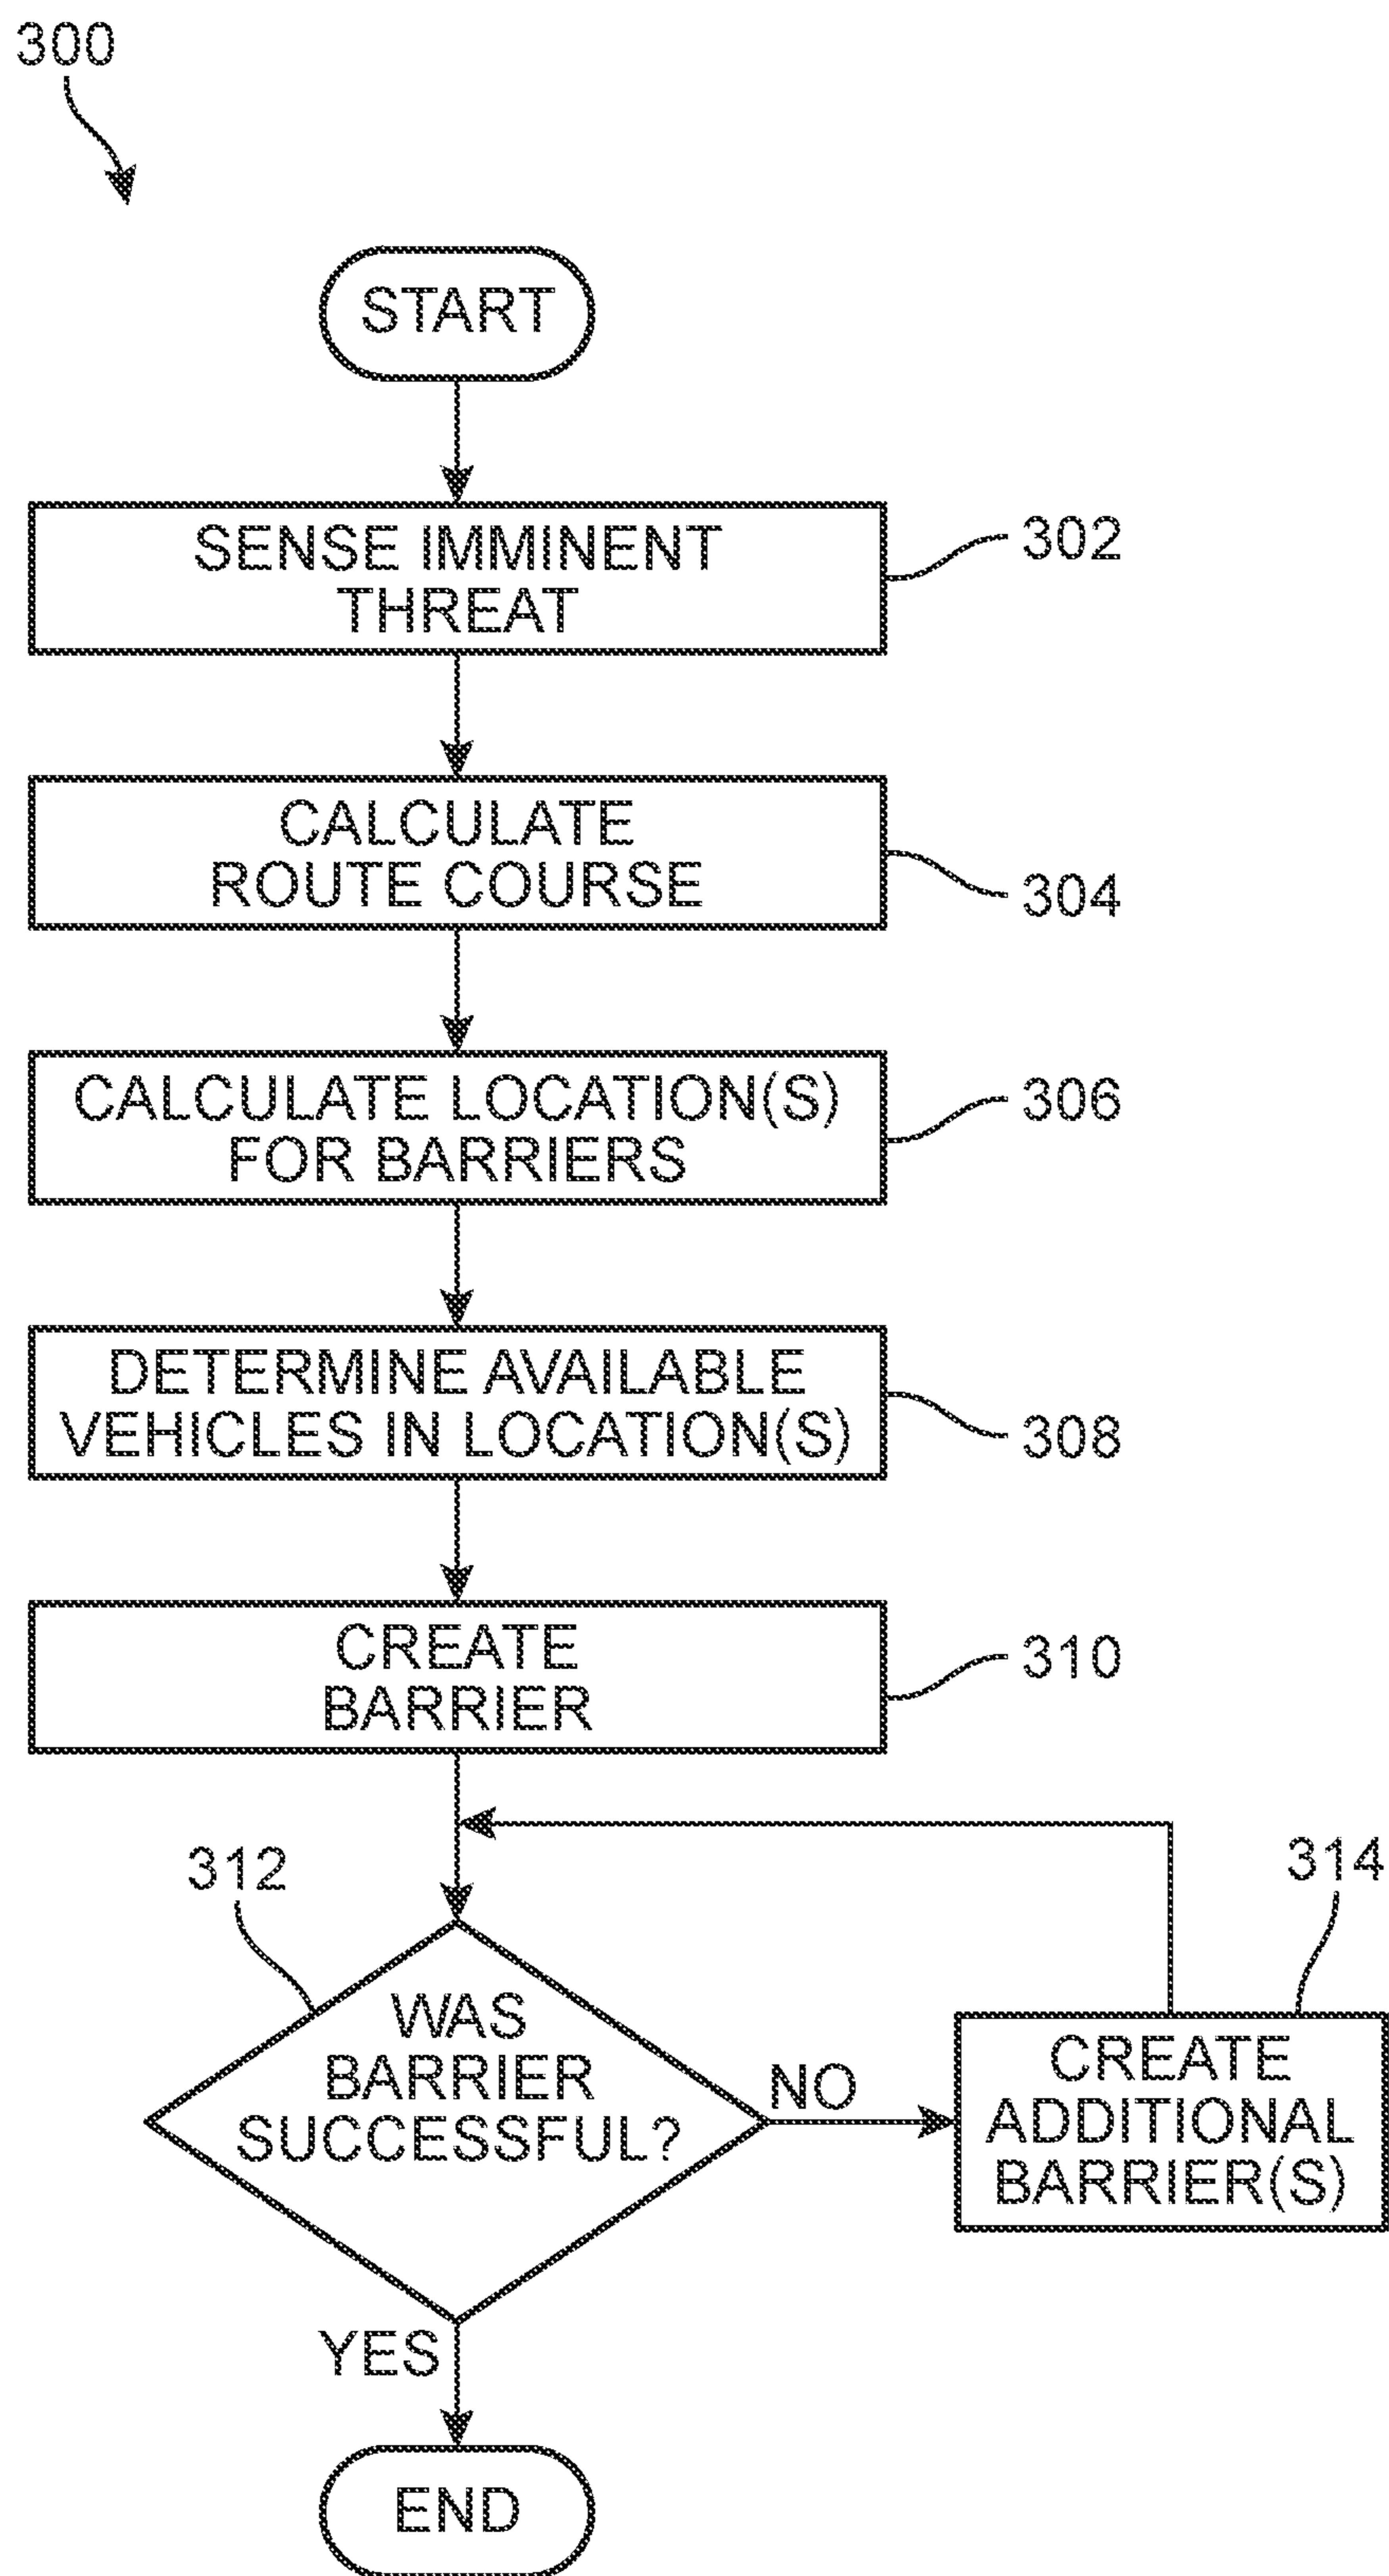 300
START
SENSE IMMINENT
THREAT
302
CALCULATE
ROUTE COURSE
304
CALCULATE LOCATION(S)
FOR BARRIERS
306
DETERMINE AVAILABLE
VEHICLES IN LOCATION(S)
308
CREATE
BARRIER
310
312
314
WAS
BARRIER
SUCCESSFUL?
NO
CREATE
ADDITIONAL
BARRIER(S)
YES
END